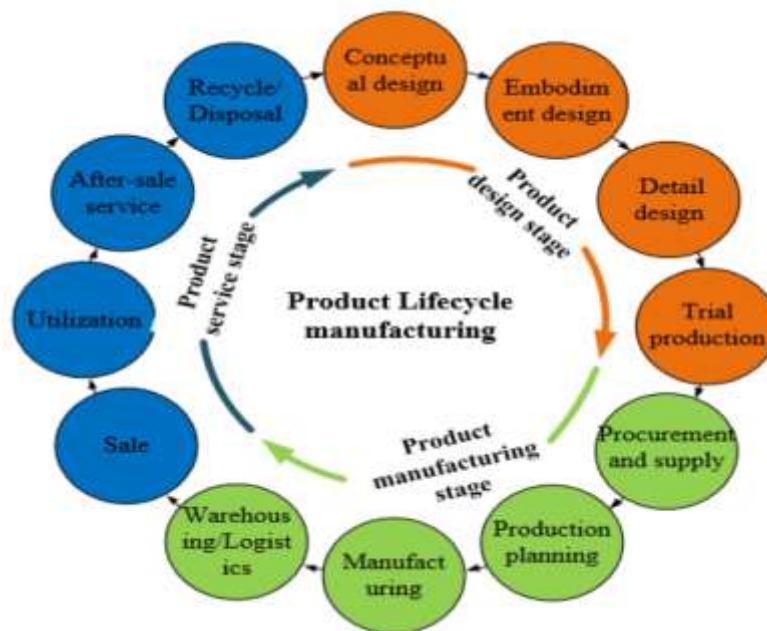 Conceptu
al design
Embodim
ent design
Detail
design
Trial
production
Procurement
and supply
Production
planning
Manufact
uring
Warehous
ing/Logist
ics
Sale
Utilization
After-sale
service
Recycle/
Disposal
Product
design stage
Product
manufacturing
stage
Product
service stage
Product Lifecycle
manufacturing